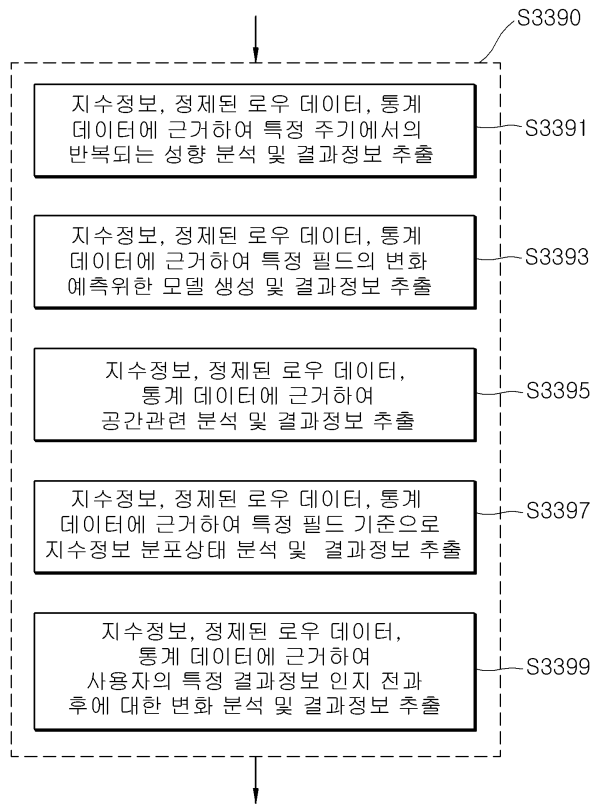 S3390
지수정보, 정제된 로우 데이터, 통계
데이터에 근거하여 특정 주기에서의
반복되는 성향 분석 및 결과정보 추출
S3391
지수정보, 정제된 로우 데이터, 통계
데이터에 근거하여 특정 필드의 변화
예측위한 모델 생성 및 결과정보 추출
S3393
지수정보, 정제된 로우 데이터,
통계 데이터에 근거하여
공간관련 분석 및 결과정보 추출
S3395
지수정보, 정제된 로우 데이터, 통계
데이터에 근거하여 특정 필드 기준으로
지수정보 분포상태 분석 및 결과정보 추출
S3397
지수정보, 정제된 로우 데이터,
통계 데이터에 근거하여
사용자의 특정 결과정보 인지 전과
후에 대한 변화 분석 및 결과정보 추출
S3399